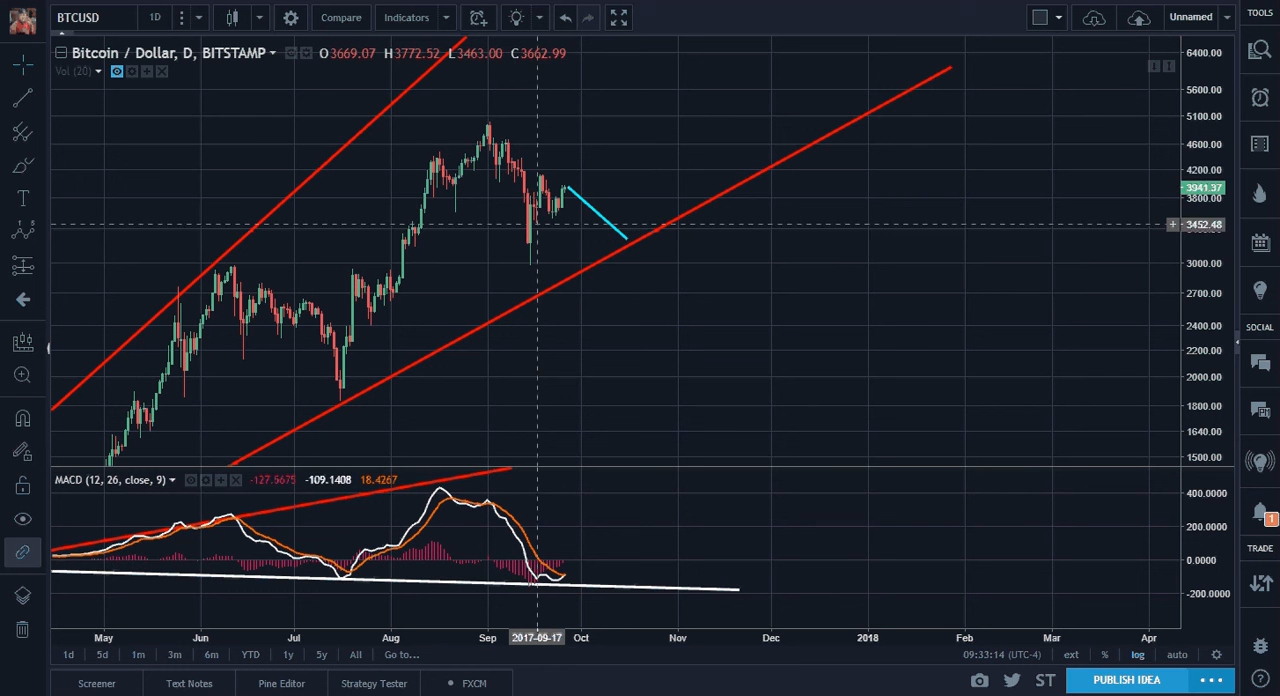 BTCUSD 1D Compare Indicators Unnamed TOOLS
Bitcoin / Dollar, D, BITSTAMP O3669.07 H3772.52 L3463.00 C3662.99
Vol (20)
6400.00
5600.00
5100.00
4600.00
4200.00
3941.37
3800.00
3452.48
3000.00
2700.00
2400.00
2200.00
2000.00
1800.00
1640.00
1500.00
SOCIAL
MACD (12, 26, close, 9) -127.5675 -109.1408 18.4267
400.0000
200.0000
0.0000
-200.0000
1
TRADE
May Jun Jul Aug Sep 2017-09-17 Oct Nov Dec 2018 Feb Mar Apr
1d 5d 1m 3m 6m YTD 1y 5y All Go to... 09:33:14 (UTC-4) ext % log auto
Screener Text Notes Pine Editor Strategy Tester FXCM ST PUBLISH IDEA